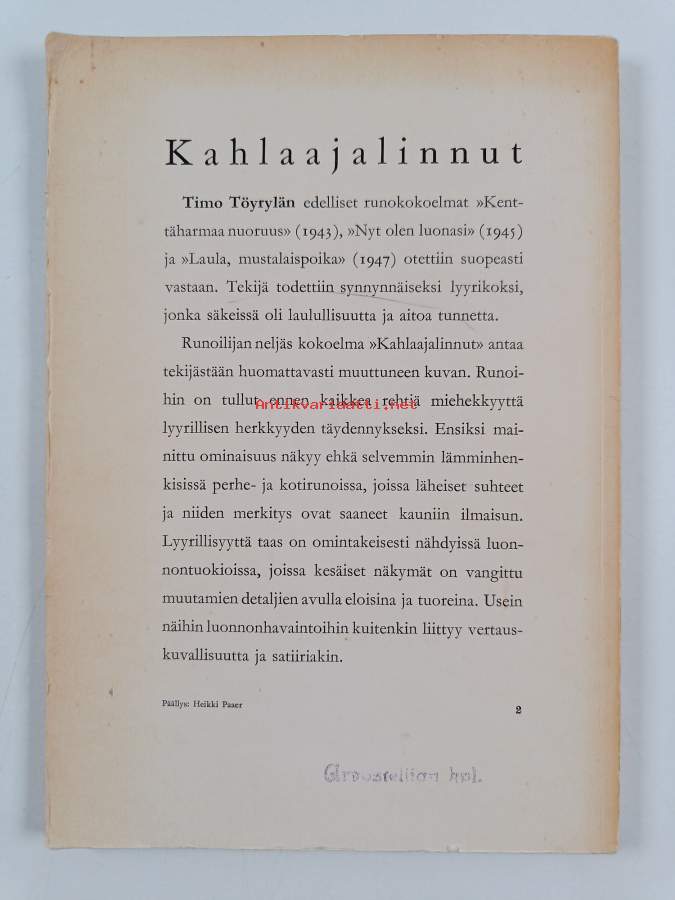 Kahlaajalinnut
Timo Töyrylän edelliset runokokoelmat »Kent-
täharmaa nuoruus» (1943), »Nyt olen luonasi» (1945)
ja »Laula, mustalaispoika» (1947) otettiin suopeasti
vastaan. Tekijä todettiin synnynnäiseksi lyyrikoksi,
jonka säkeissä oli laulullisuutta ja aitoa tunnetta.
Runoilijan neljäs kokoelma »Kahlaajalinnut» antaa
tekijästään huomattavasti muuttuneen kuvan. Runoi-
hin on tullut ennen kaikkea rehtiä miehekkyyttä
Antikvariaatti.net
lyyrillisen herkkyyden täydennykseksi. Ensiksi mai-
nittu ominaisuus näkyy ehkä selvemmin lämminhen-
kisissä perhe- ja kotirunoissa, joissa läheiset suhteet
ja niiden merkitys ovat saaneet kauniin ilmaisun.
Lyyrillisyyttä taas on omintakeisesti nähdyissä luon-
nontuokioissa, joissa kesäiset näkymät on vangittu
muutamien detaljien avulla eloisina ja tuoreina. Usein
näihin luonnonhavaintoihin kuitenkin liittyy vertaus-
kuvallisuutta ja satiiriakin.
Päällys: Heikki Paaer
2
Arvostellian kpl.